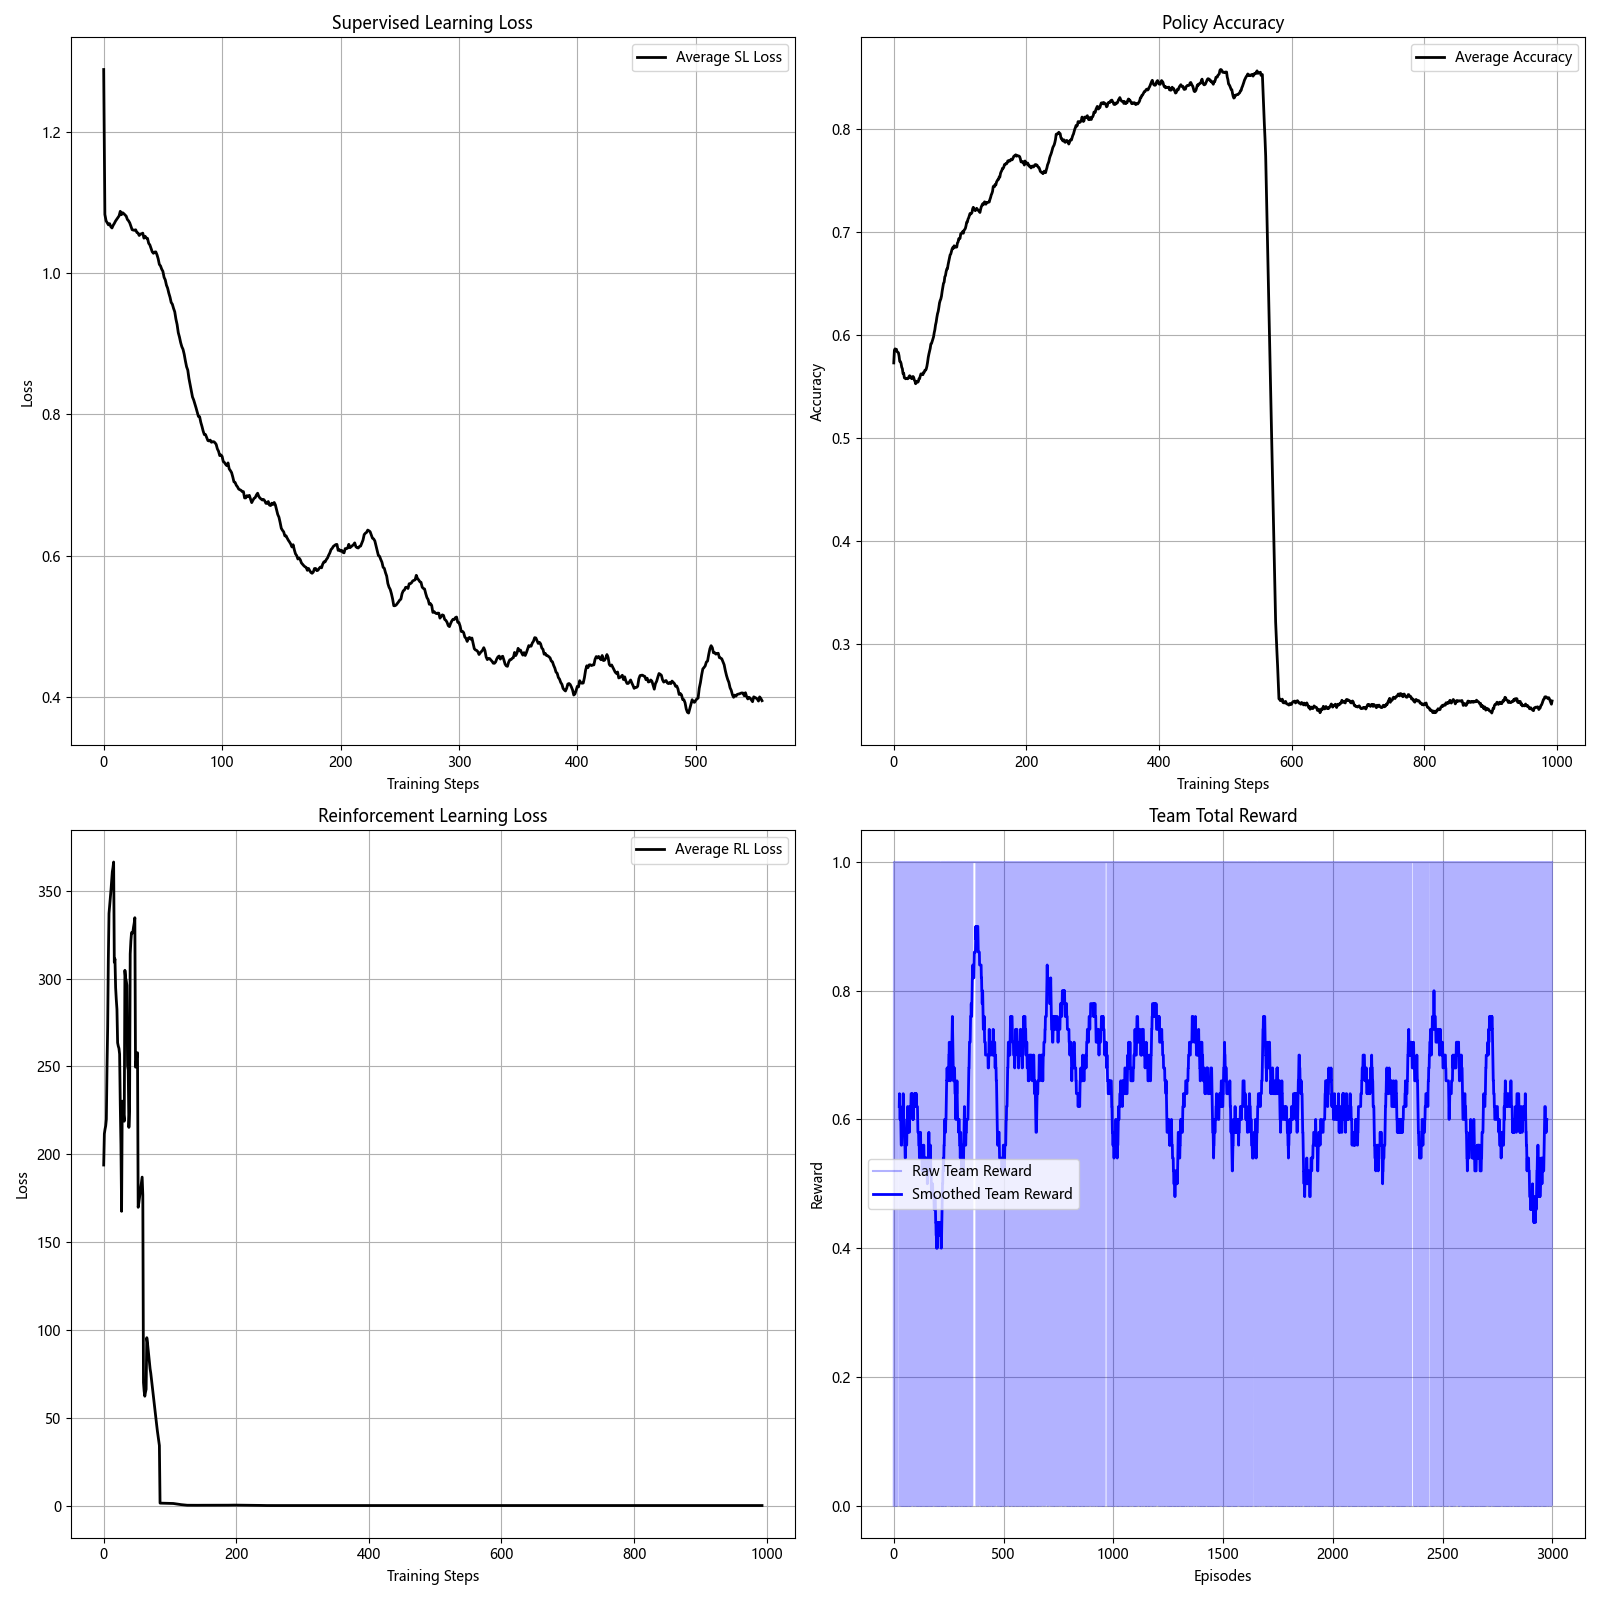 Supervised Learning Loss
Average SL Loss
Loss
1.2
1.0
0.8
0.6
0.4
0 100 200 300 400 500
Training Steps
Policy Accuracy
Average Accuracy
Accuracy
0.8
0.7
0.6
0.5
0.4
0.3
0 200 400 600 800 1000
Training Steps
Reinforcement Learning Loss
Average RL Loss
Loss
350
300
250
200
150
100
50
0
0 200 400 600 800 1000
Training Steps
Team Total Reward
Reward
1.0
0.8
0.6
0.4
0.2
0.0
Raw Team Reward
Smoothed Team Reward
0 500 1000 1500 2000 2500 3000
Episodes